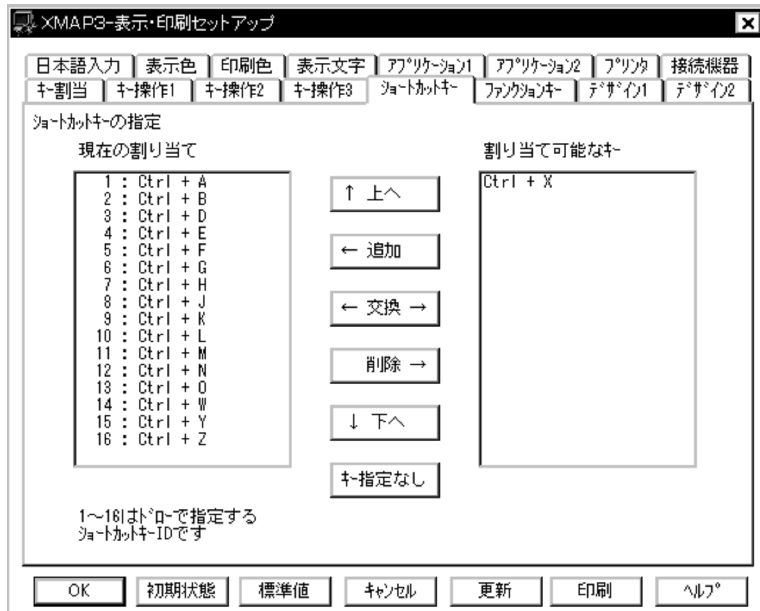 XMAP3-表示・印刷セットアップ
日本語入力 表示色 印刷色 表示文字 ｱﾌﾟﾘｹｰｼｮﾝ1 ｱﾌﾟﾘｹｰｼｮﾝ2 ﾌﾟﾘﾝﾀ 接続機器
ｷｰ割当 ｷｰ操作1 ｷｰ操作2 ｷｰ操作3 ｼｮｰﾄｶｯﾄｷｰ ﾌｧﾝｸｼｮﾝｷｰ ﾃﾞｻﾞｲﾝ1 ﾃﾞｻﾞｲﾝ2
ｼｮｰﾄｶｯﾄｷｰの指定
現在の割り当て
1 : Ctrl + A
2 : Ctrl + B
3 : Ctrl + D
4 : Ctrl + E
5 : Ctrl + F
6 : Ctrl + G
7 : Ctrl + H
8 : Ctrl + J
9 : Ctrl + K
10 : Ctrl + L
11 : Ctrl + M
12 : Ctrl + N
13 : Ctrl + O
14 : Ctrl + W
15 : Ctrl + Y
16 : Ctrl + Z
↑ 上へ
← 追加
← 交換 →
削除 →
↓ 下へ
ｷｰ指定なし
割り当て可能なｷｰ
Ctrl + X
1～16はﾄﾞﾛｰで指定する
ｼｮｰﾄｶｯﾄｷｰIDです
OK 初期状態 標準値 ｷｬﾝｾﾙ 更新 印刷 ﾍﾙﾌﾟ